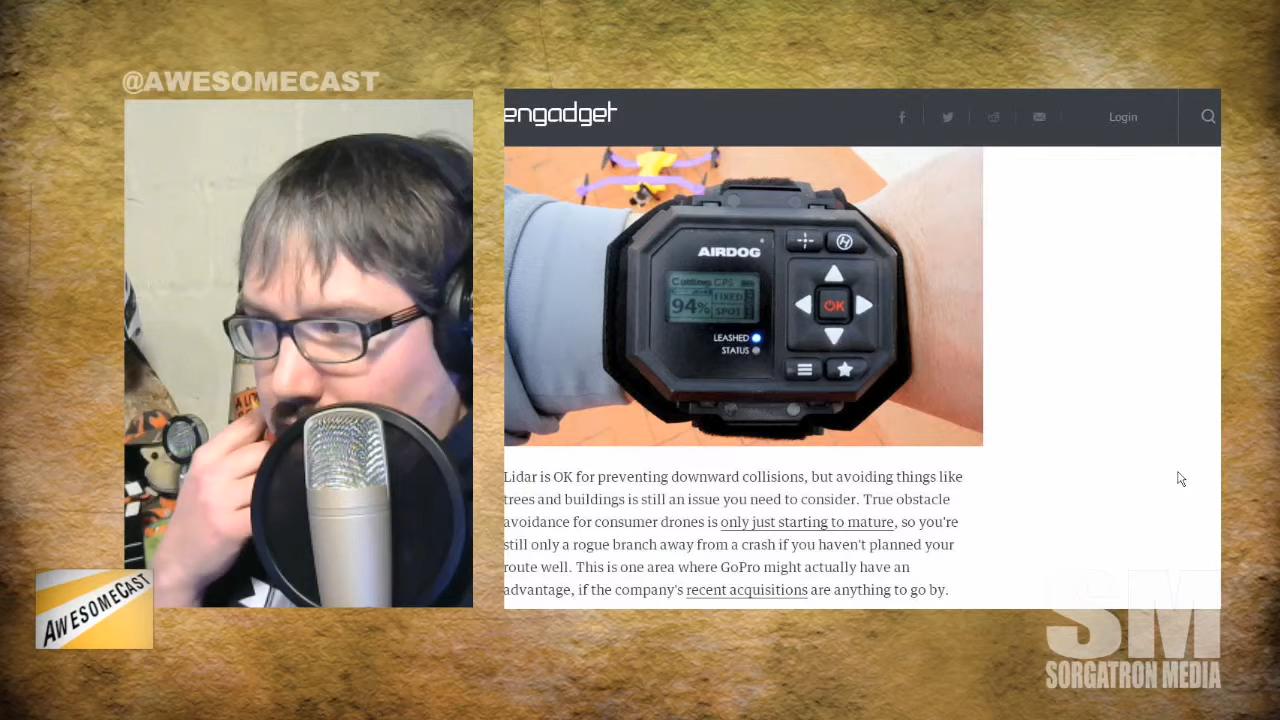 @AWESOMECAST
engadget
Login
AIRDOG
94%
FIXED
SPOT
LEASHED
STATUS
OK
Lidar is OK for preventing downward collisions, but avoiding things like
trees and buildings is still an issue you need to consider. True obstacle
avoidance for consumer drones is only just starting to mature, so you're
still only a rogue branch away from a crash if you haven't planned your
route well. This is one area where GoPro might actually have an
advantage, if the company's recent acquisitions are anything to go by.
AWESOMECAST
SM
SORGATRON MEDIA